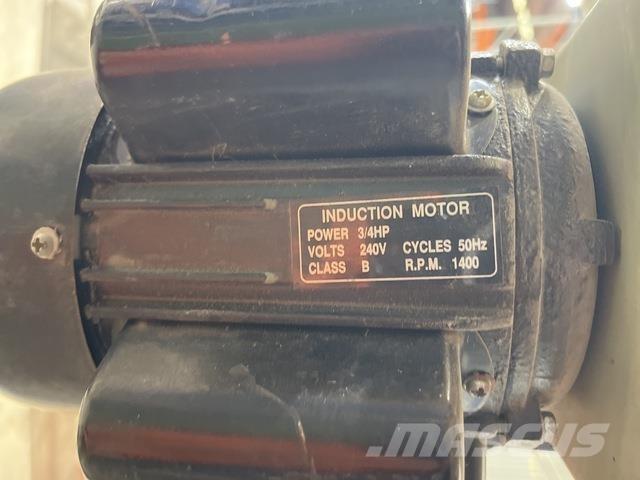 INDUCTION MOTOR
POWER 3/4HP
VOLTS 240V CYCLES 50Hz
CLASS B R.P.M. 1400
MASCUS